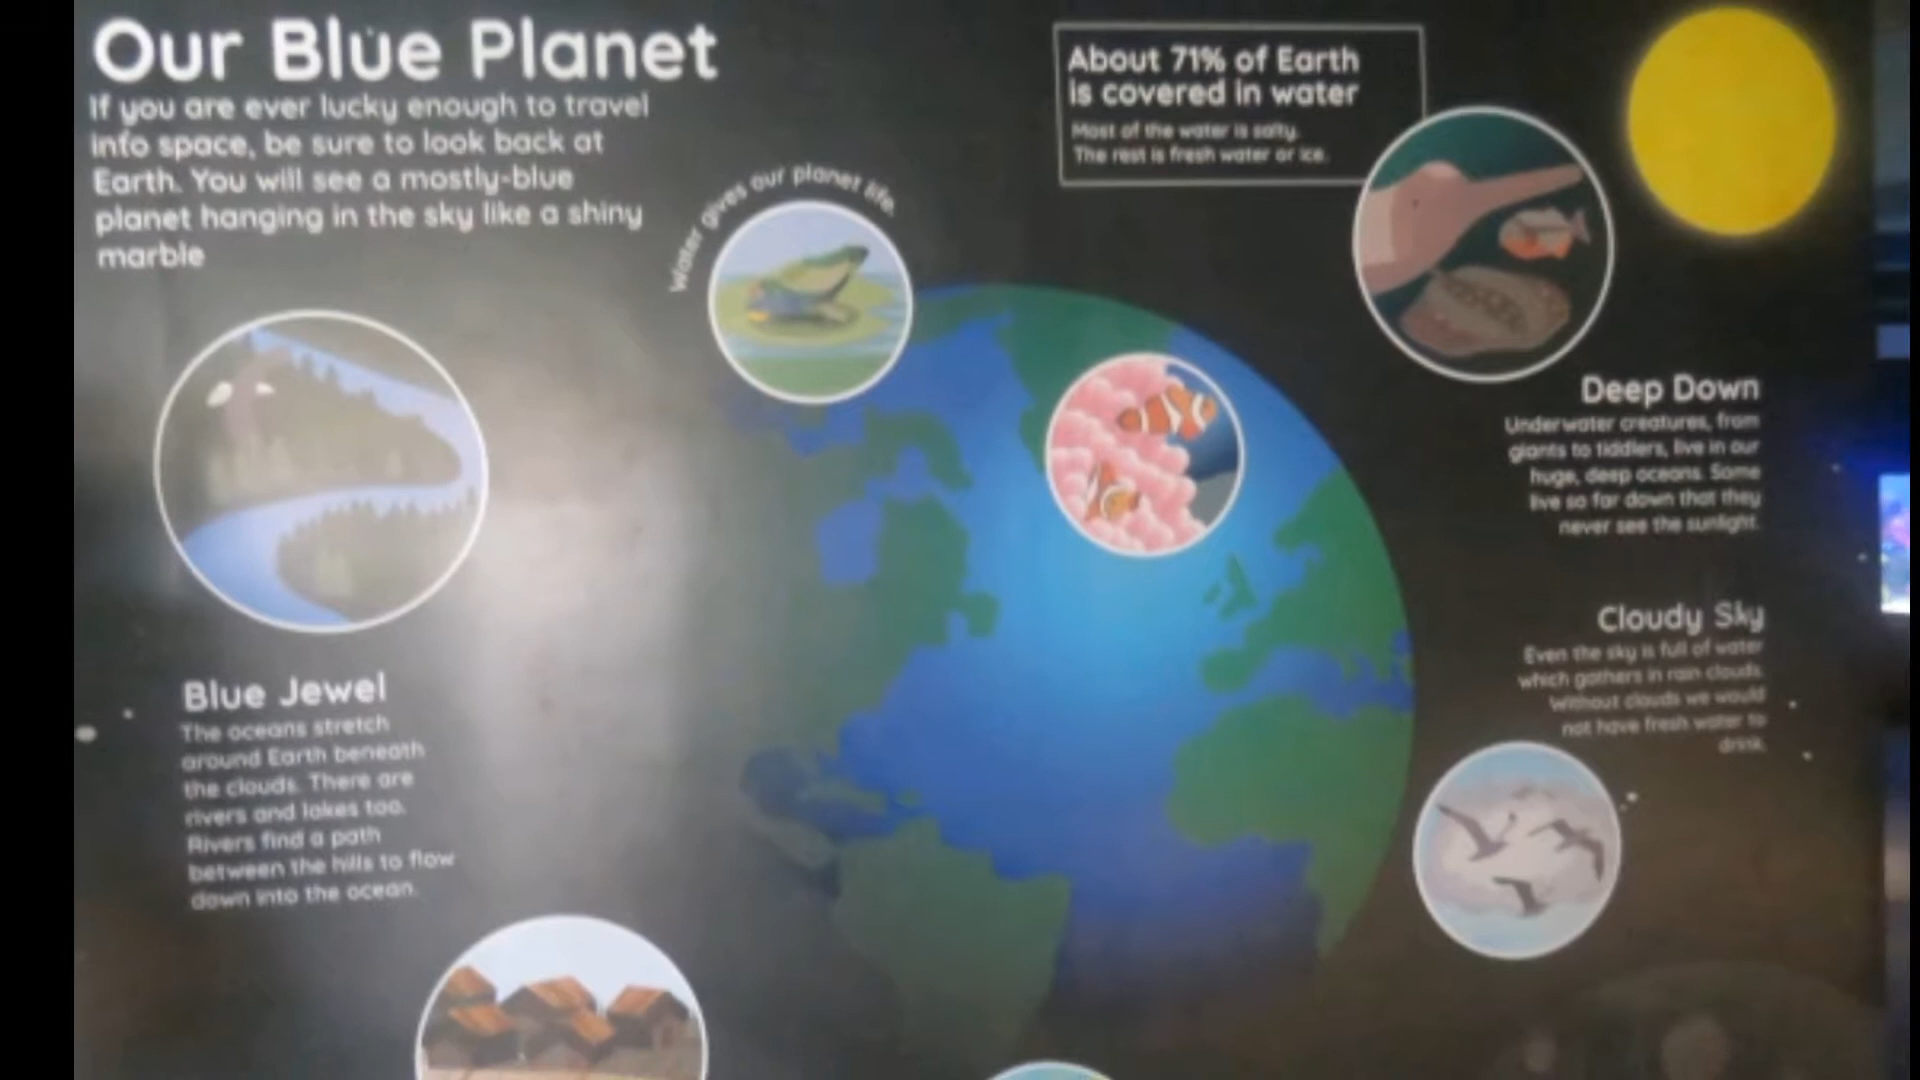 Our Blue Planet
If you are ever lucky enough to travel
into space, be sure to look back at
Earth. You will see a mostly-blue
planet hanging in the sky like a shiny
marble
Water gives our planet life.
About 71% of Earth
is covered in water
Most of the water is salty.
The rest is fresh water or ice.
Deep Down
Underwater creatures, from
giants to tiddlers, live in our
huge, deep oceans. Some
live so far down that they
never see the sunlight.
Cloudy Sky
Even the sky is full of water
which gathers in rain clouds.
Without clouds we would
not have fresh water to
drink.
Blue Jewel
The oceans stretch
around Earth beneath
the clouds. There are
rivers and lakes too.
Rivers find a path
between the hills to flow
down into the ocean.